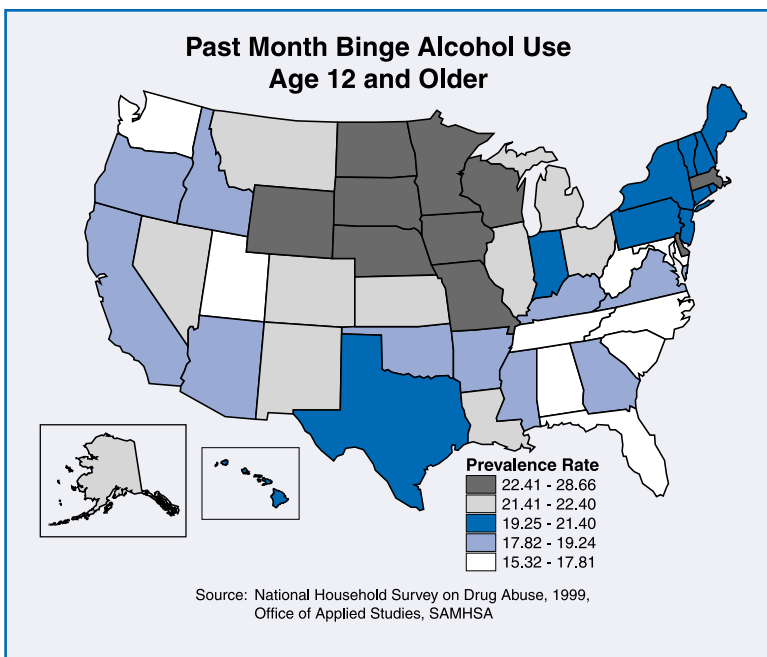 Past Month Binge Alcohol Use
Age 12 and Older
Prevalence Rate
22.41 - 28.66
21.41 - 22.40
19.25 - 21.40
17.82 - 19.24
15.32 - 17.81
Source: National Household Survey on Drug Abuse, 1999,
Office of Applied Studies, SAMHSA